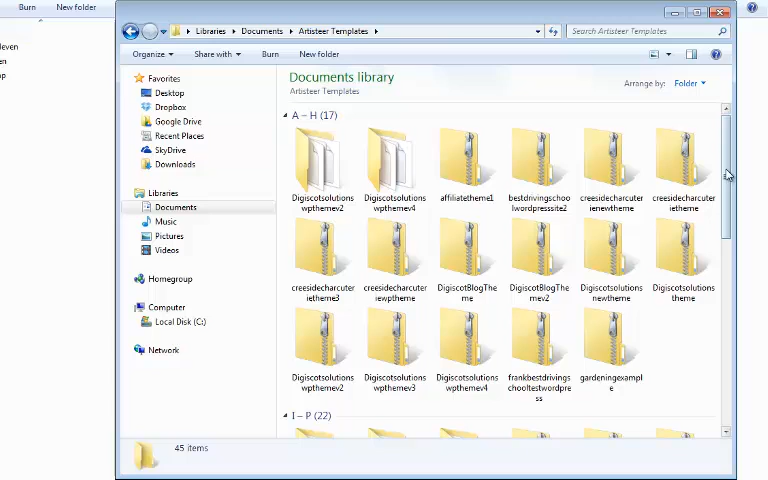 Burn New folder
leven
en
p
Libraries Documents Artisteer Templates
Search Artisteer Templates
Organize Share with Burn New folder
Favorites
Desktop
Dropbox
Google Drive
Recent Places
SkyDrive
Downloads
Libraries
Documents
Music
Pictures
Videos
Homegroup
Computer
Local Disk (C:)
Network
Documents library
Artisteer Templates
Arrange by: Folder
A – H (17)
Digiscotsolutions
wpthemev2
Digiscotsolutions
wpthemev4
affiliatetheme1
bestdrivingschoo
lwordpresssite2
creesidecharcuter
ienewtheme
creesidecharcuter
ietheme
creesidecharcuter
ietheme3
creesidecharcuter
iewptheme
DigiscotBlogThe
me
DigiscotBlogThe
mev2
Digiscotsolutions
newtheme
Digiscotsolutions
theme
Digiscotsolutions
wpthemev2
Digiscotsolutions
wpthemev3
Digiscotsolutions
wpthemev4
frankbestdrivings
chooltestwordpre
ss
gardeningexampl
e
I – P (22)
45 items